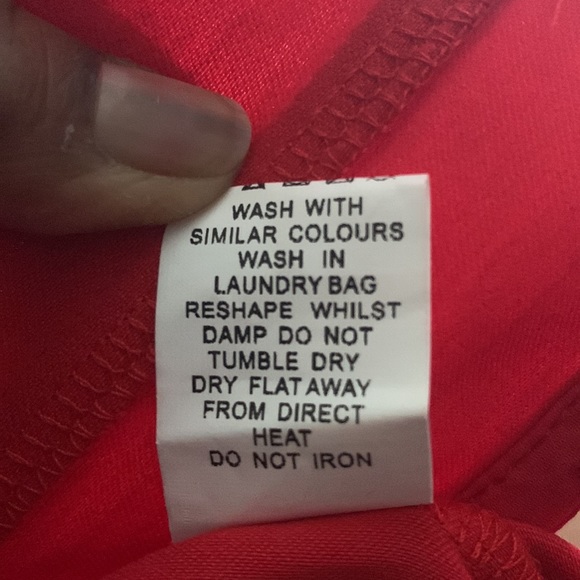 WASH WITH
SIMILAR COLOURS
WASH IN
LAUNDRY BAG
RESHAPE WHILST
DAMP DO NOT
TUMBLE DRY
DRY FLAT AWAY
FROM DIRECT
HEAT
DO NOT IRON